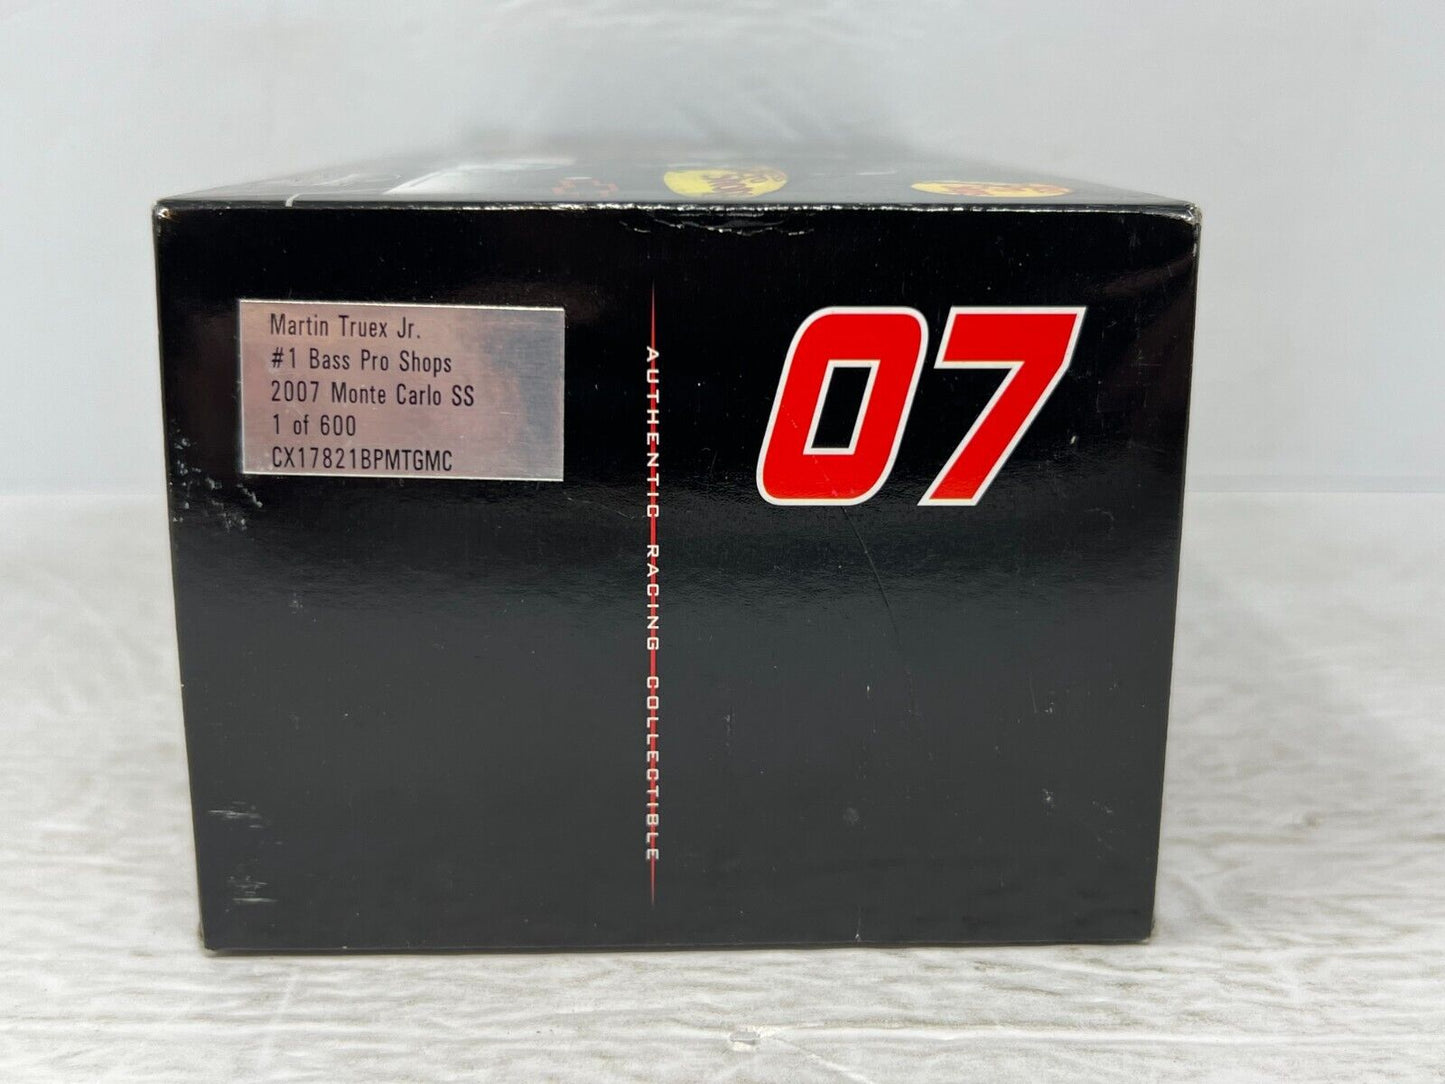 Martin Truex Jr.
#1 Bass Pro Shops
2007 Monte Carlo SS
1 of 600
CX17821BPMTGMC
AUTHENTIC RACING COLLECTIBLE
07